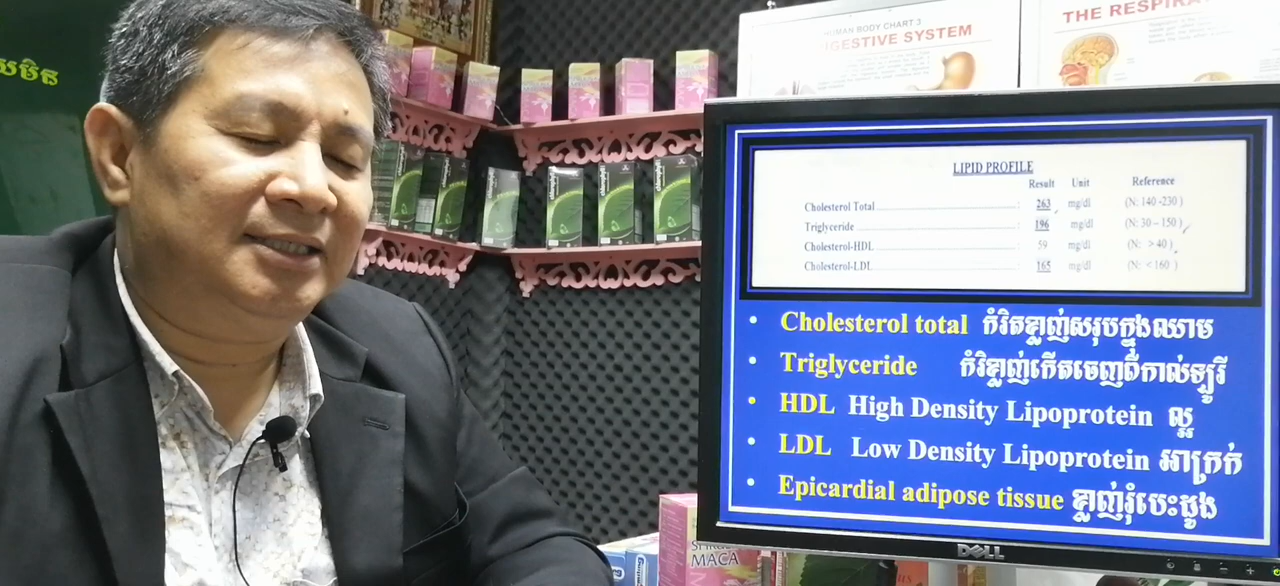 សមិន
HUMAN BODY CHART 3
DIGESTIVE SYSTEM
THE RESPIRA
LIPID PROFILE
Result Unit Reference
Cholesterol Total : 263 mg/dl (N: 140 -230 )
Triglyceride : 196 mg/dl (N: 30 – 150 )
Cholesterol-HDL : 59 mg/dl (N: > 40 )
Cholesterol-LDL : 165 mg/dl (N: < 160 )
• Cholesterol total កំរិតខ្លាញ់សរុបក្នុងឈាម
• Triglyceride កំរិខ្លាញ់កើតចេញពីកាល់ឡូរី
• HDL High Density Lipoprotein ល្អ
• LDL Low Density Lipoprotein អាក្រក់
• Epicardial adipose tissue ខ្លាញ់រុំបេះដូង
DELL
MACA